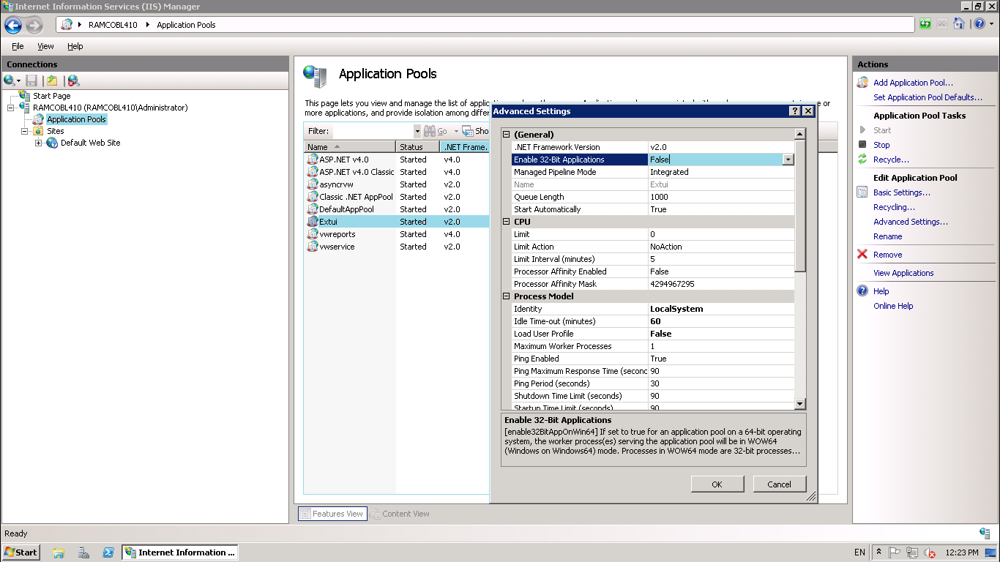 Internet Information Services (IIS) Manager
RAMCOBL410 Application Pools
File View Help
Connections
Start Page
RAMCOBL410 (RAMCOBL410\Administrator)
Application Pools
Sites
Default Web Site
Application Pools
This page lets you view and manage the list of
more applications, and provide isolation among
Filter: Go
Name Status .NET Frame.
ASP.NET v4.0 Started v4.0
ASP.NET v4.0 Classic Started v4.0
asyncrvw Started v2.0
Classic .NET AppPool Started v2.0
DefaultAppPool Started v2.0
Extui Started v2.0
vwreports Started v4.0
vwservice Started v2.0
Features View Content View
Advanced Settings
(General)
.NET Framework Version v2.0
Enable 32-Bit Applications False
Managed Pipeline Mode Integrated
Name Extui
Queue Length 1000
Start Automatically True
CPU
Limit 0
Limit Action NoAction
Limit Interval (minutes) 5
Processor Affinity Enabled False
Processor Affinity Mask 4294967295
Process Model
Identity LocalSystem
Idle Time-out (minutes) 60
Load User Profile False
Maximum Worker Processes 1
Ping Enabled True
Ping Maximum Response Time (second 90
Ping Period (seconds) 30
Shutdown Time Limit (seconds) 90
Startup Time Limit (seconds) 90
Enable 32-Bit Applications
[enable32BitAppOnWin64] If set to true for an application pool on a 64-bit operating
system, the worker process(es) serving the application pool will be in WOW64
(Windows on Windows64) mode. Processes in WOW64 mode are 32-bit processes...
OK Cancel
Actions
Add Application Pool...
Set Application Pool Defaults...
Application Pool Tasks
Start
Stop
Recycle...
Edit Application Pool
Basic Settings...
Recycling...
Advanced Settings...
Rename
Remove
View Applications
Help
Online Help
Ready
Start Internet Information ... EN 12:23 PM